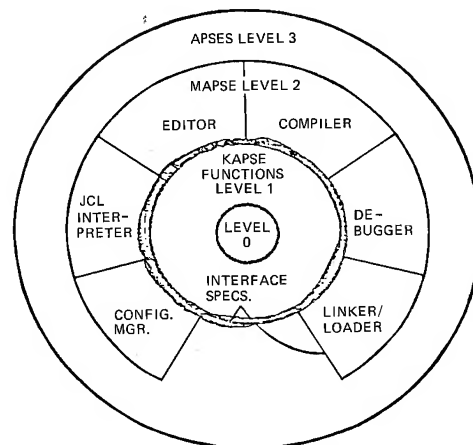 APSES LEVEL 3
MAPSE LEVEL 2
EDITOR
COMPILER
KAPSE
FUNCTIONS
LEVEL 1
JCL
INTER-
PRETER
LEVEL
0
DE-
BUGGER
INTERFACE
SPECS.
CONFIG.
MGR.
LINKER/
LOADER